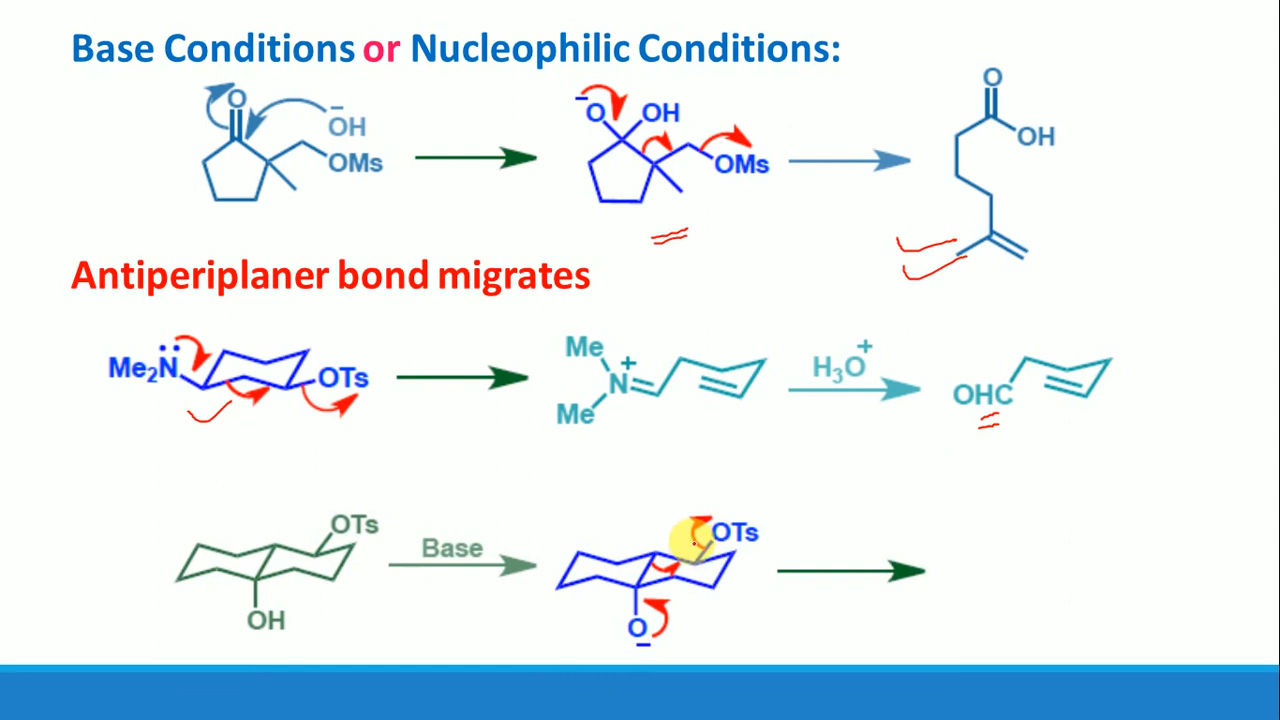 Base Conditions or Nucleophilic Conditions:
O
OH
OMs
O OH
OMs
O
OH
Antiperiplaner bond migrates
Me₂N
OTs
Me
N+
Me
H₃O+
OHC
OTs
OH
Base
OTs
O